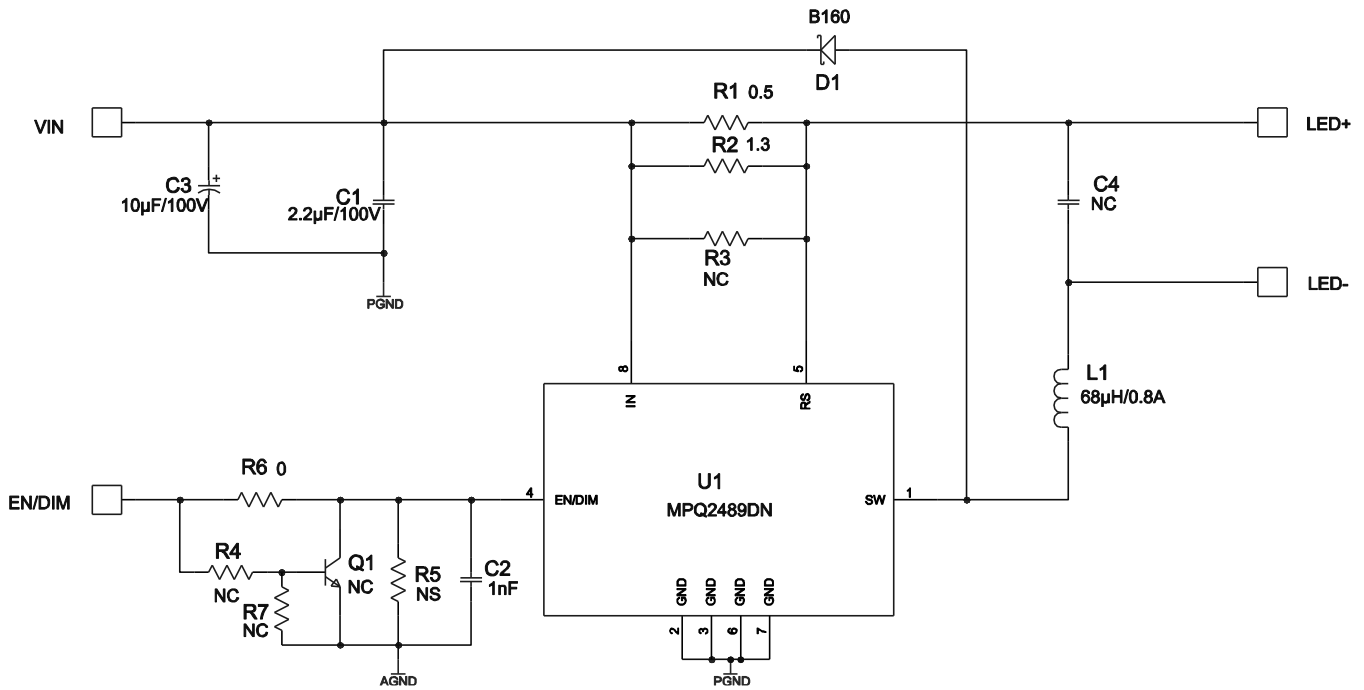 B160
D1
R1 0.5
VIN
LED+
R2 1.3
C3
+
10μF/100V
C1
2.2μF/100V
C4
NC
R3
NC
PGND
LED-
8
5
IN
RS
L1
68μH/0.8A
R6 0
EN/DIM
4
EN/DIM
U1
MPQ2489DN
SW
1
R4
NC
Q1
NC
R5
NS
C2
1nF
R7
NC
GND
GND
GND
GND
2
3
6
7
AGND
PGND